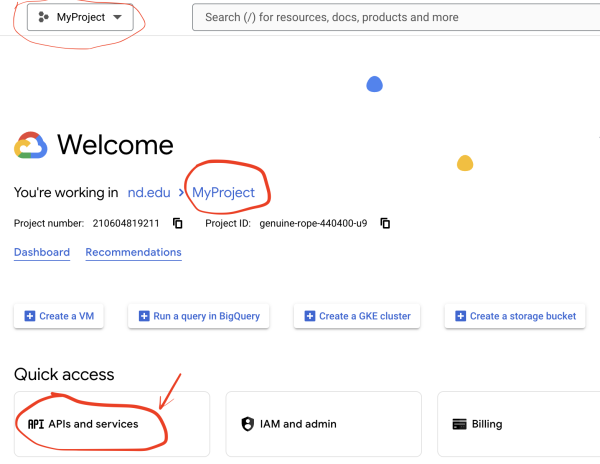 MyProject
Search (/) for resources, docs, products and more
Welcome
You're working in nd.edu > MyProject
Project number: 210604819211 Project ID: genuine-rope-440400-u9
Dashboard Recommendations
Create a VM Run a query in BigQuery Create a GKE cluster Create a storage bucket
Quick access
API APIs and services IAM and admin Billing